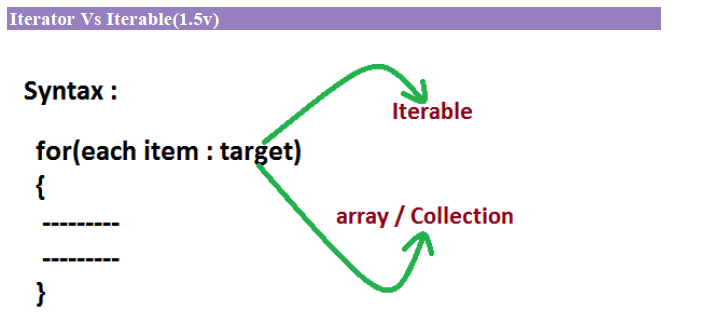 Iterator Vs Iterable(1.5v)
Syntax :
Iterable
for(each item : target)
{
---------
array / Collection
---------
}